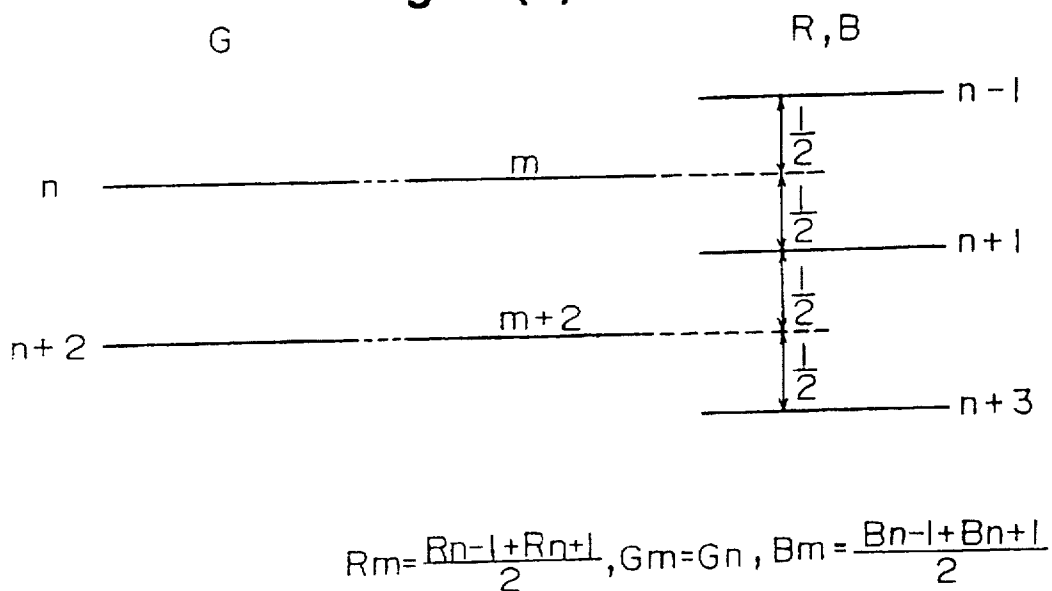 G R,B
n-1
1/2
n m
1/2
n+1
1/2
n+2 m+2
1/2
n+3
Rm=(Rn-1+Rn+1)/2, Gm=Gn, Bm=(Bn-1+Bn+1)/2